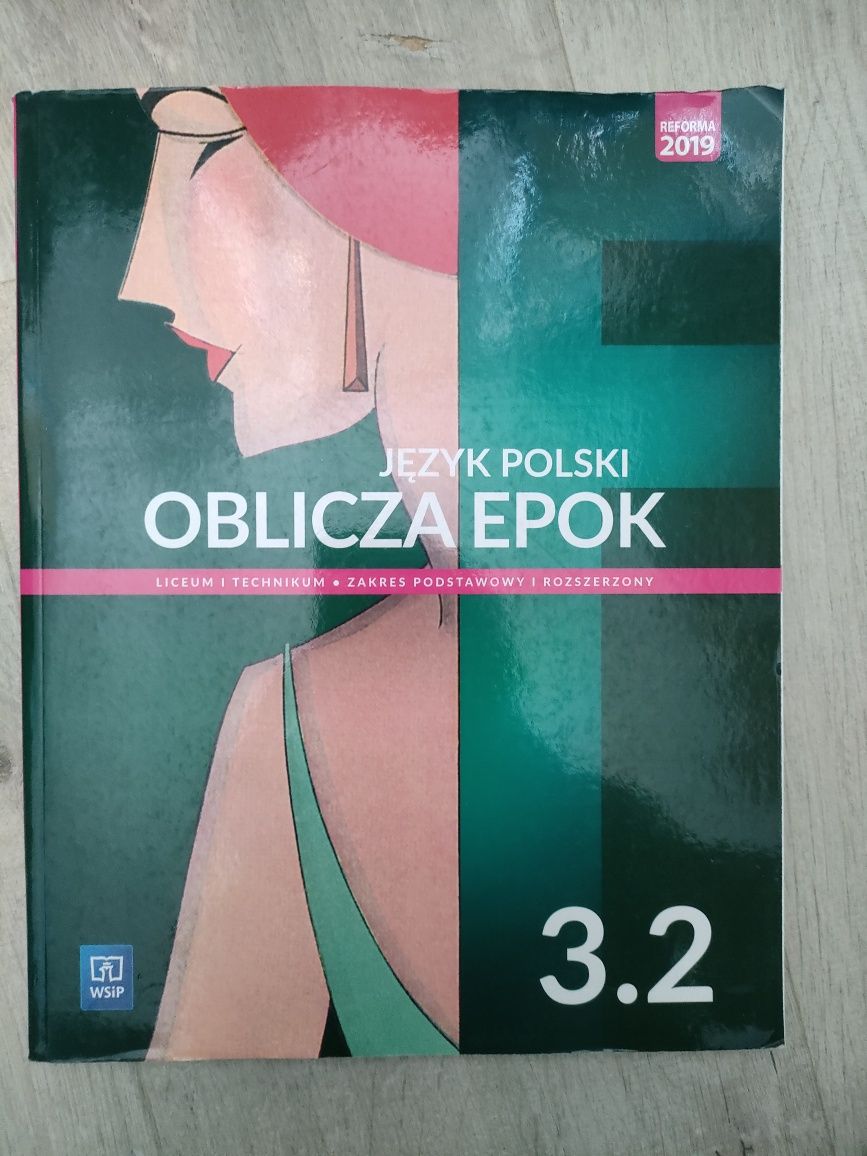 REFORMA
2019
JĘZYK POLSKI
OBLICZA EPOK
LICEUM I TECHNIKUM • ZAKRES PODSTAWOWY I ROZSZERZONY
3.2
WSiP